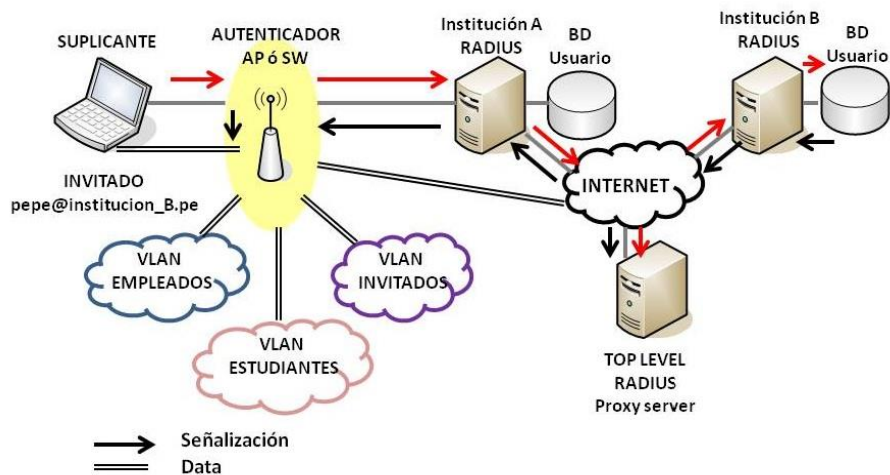 SUPLICANTE
AUTENTICADOR
AP ó SW
Institución A
RADIUS
BD
Usuario
Institución B
RADIUS
BD
Usuario
INVITADO
pepe@institucion_B.pe
INTERNET
VLAN
EMPLEADOS
VLAN
INVITADOS
VLAN
ESTUDIANTES
TOP LEVEL
RADIUS
Proxy server
Señalización
Data